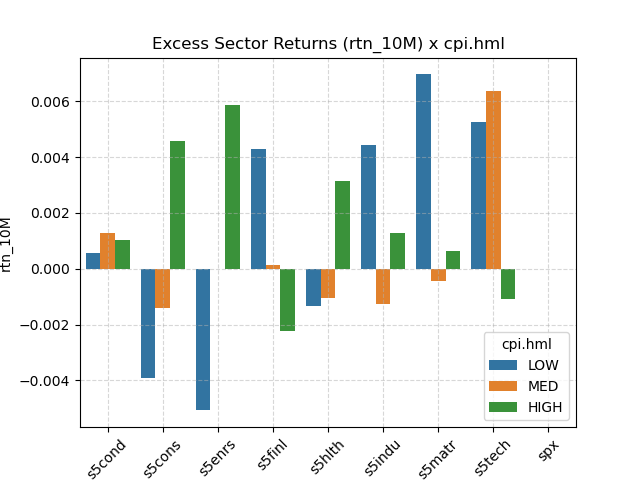 Excess Sector Returns (rtn_10M) x cpi.hml
rtn_10M
0.006
0.004
0.002
0.000
−0.002
−0.004
s5cond
s5cons
s5enrs
s5finl
s5hlth
s5indu
s5matr
s5tech
spx
cpi.hml
LOW
MED
HIGH